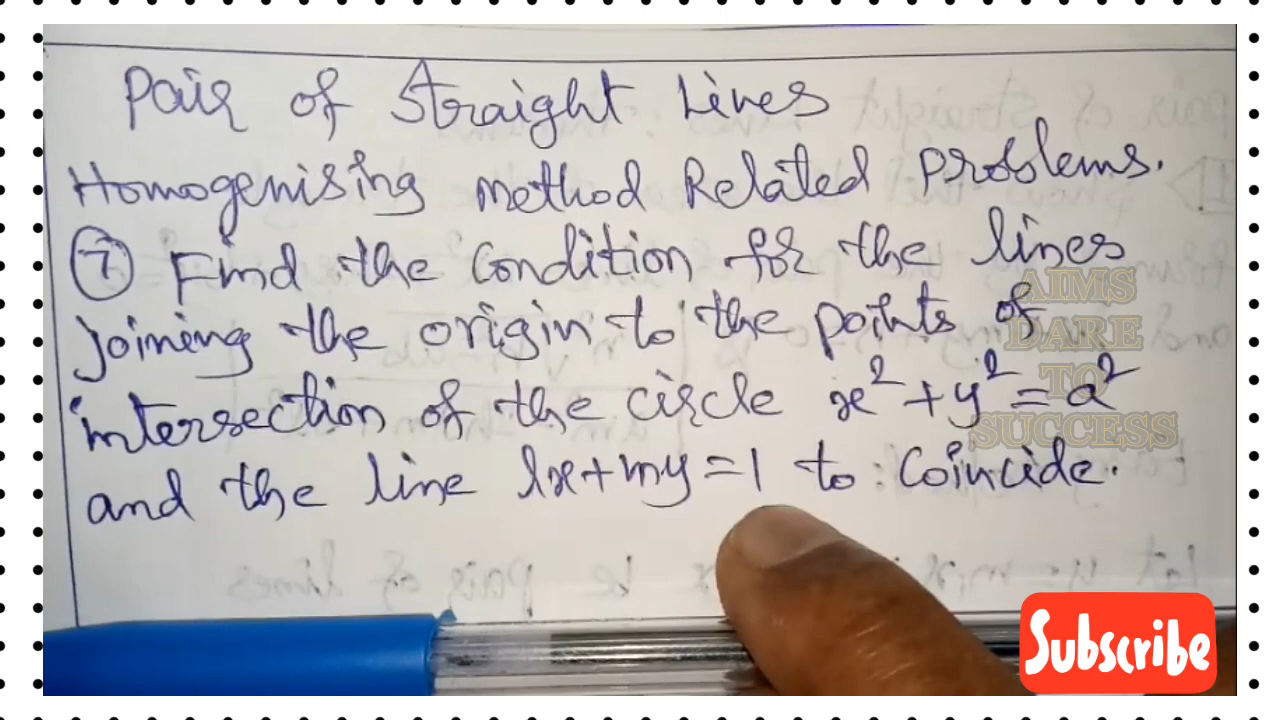 Pair of Straight Lines
Homogenising method Related problems.
⑦ Find the condition for the lines
joining the origin to the points of
intersection of the circle x²+y²=a²
and the line lx+my=1 to coincide.
AIMS
DARE
TO
SUCCESS
Subscribe